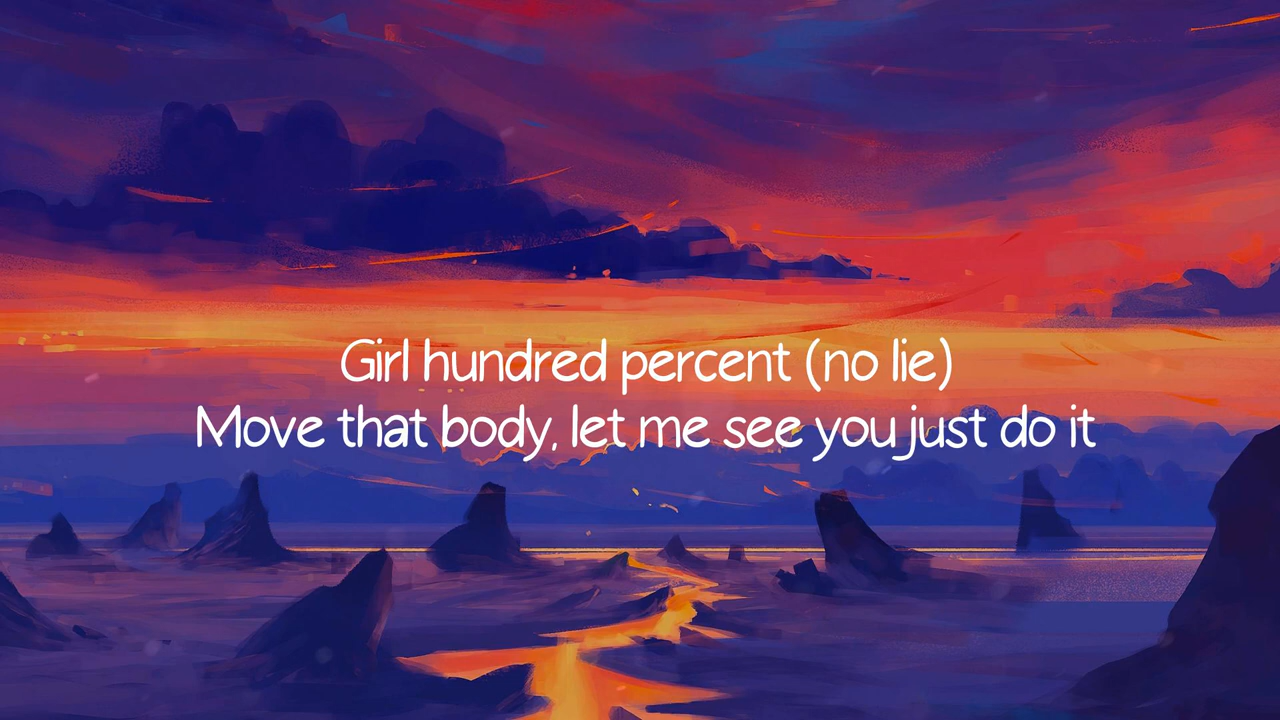 Girl hundred percent (no lie)
Move that body, let me see you just do it